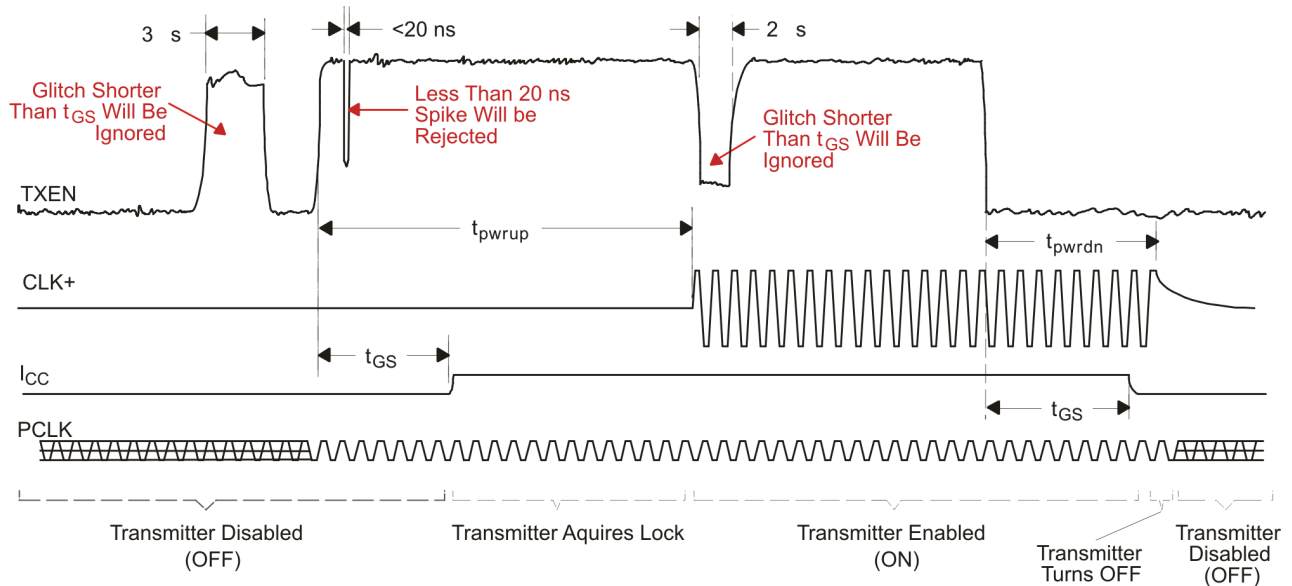 3 s
<20 ns
2 s
Glitch Shorter
Than tGS Will Be
Ignored
Less Than 20 ns
Spike Will be
Rejected
Glitch Shorter
Than tGS Will Be
Ignored
TXEN
tpwrup
tpwrdn
CLK+
tGS
ICC
tGS
PCLK
Transmitter Disabled
(OFF)
Transmitter Aquires Lock
Transmitter Enabled
(ON)
Transmitter
Turns OFF
Transmitter
Disabled
(OFF)